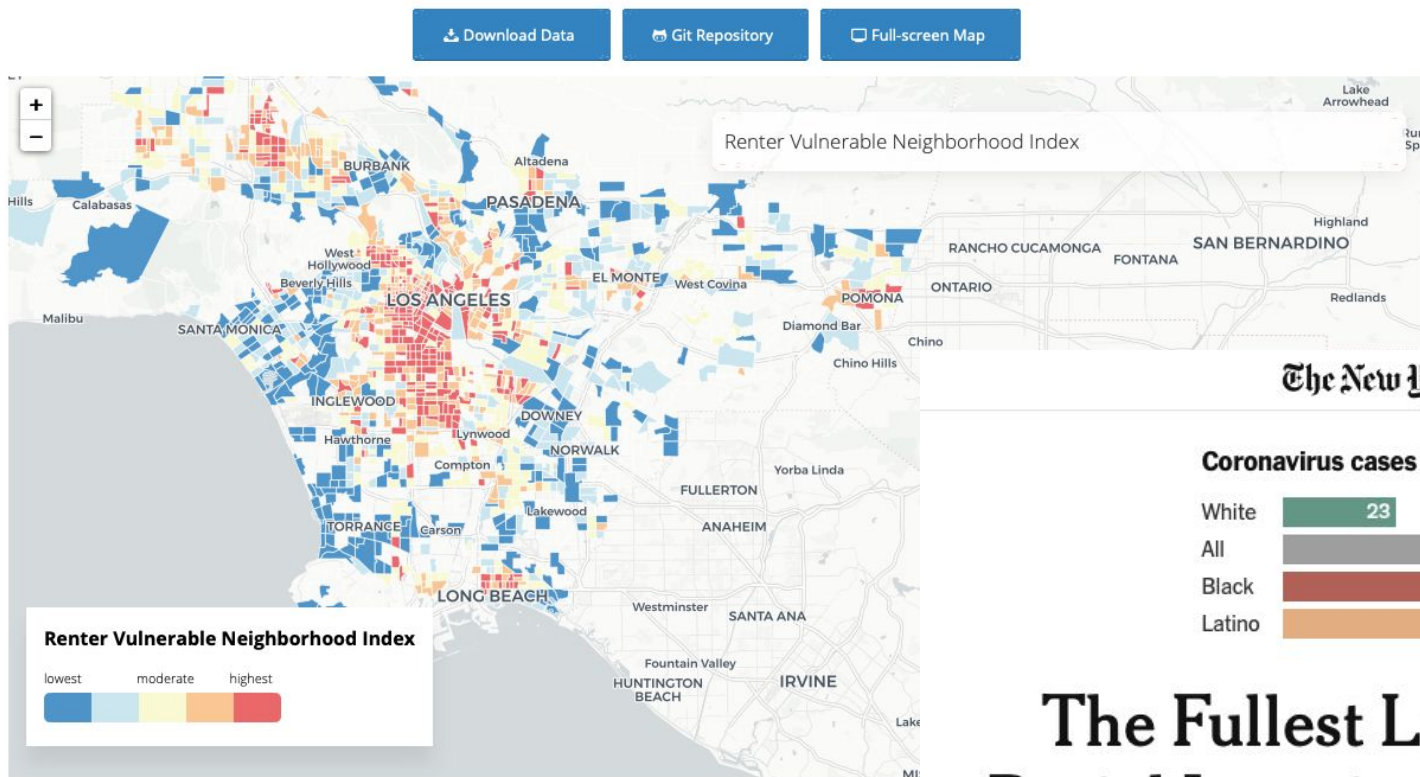 Download Data
Git Repository
Full-screen Map
+
−
Renter Vulnerable Neighborhood Index
Lake
Arrowhead
BURBANK
Altadena
Hills
Calabasas
PASADENA
Highland
West
Hollywood
RANCHO CUCAMONGA
SAN BERNARDINO
FONTANA
Beverly Hills
EL MONTE
West Covina
ONTARIO
LOS ANGELES
POMONA
Redlands
Malibu
SANTA MONICA
Diamond Bar
Chino
Chino Hills
The New
INGLEWOOD
DOWNEY
Hawthorne
Lynwood
NORWALK
Compton
Yorba Linda
Coronavirus cases
FULLERTON
White 23
Lakewood
TORRANCE
Carson
ANAHEIM
All
Black
LONG BEACH
Westminster
SANTA ANA
Latino
Renter Vulnerable Neighborhood Index
lowest moderate highest
Fountain Valley
HUNTINGTON
BEACH
IRVINE
Lake
The Fullest L